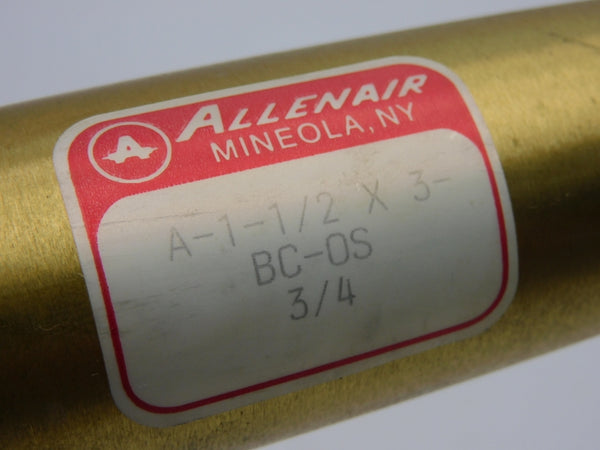 A ALLENAIR
MINEOLA, NY
A-1-1/2 X 3-
BC-OS
3/4